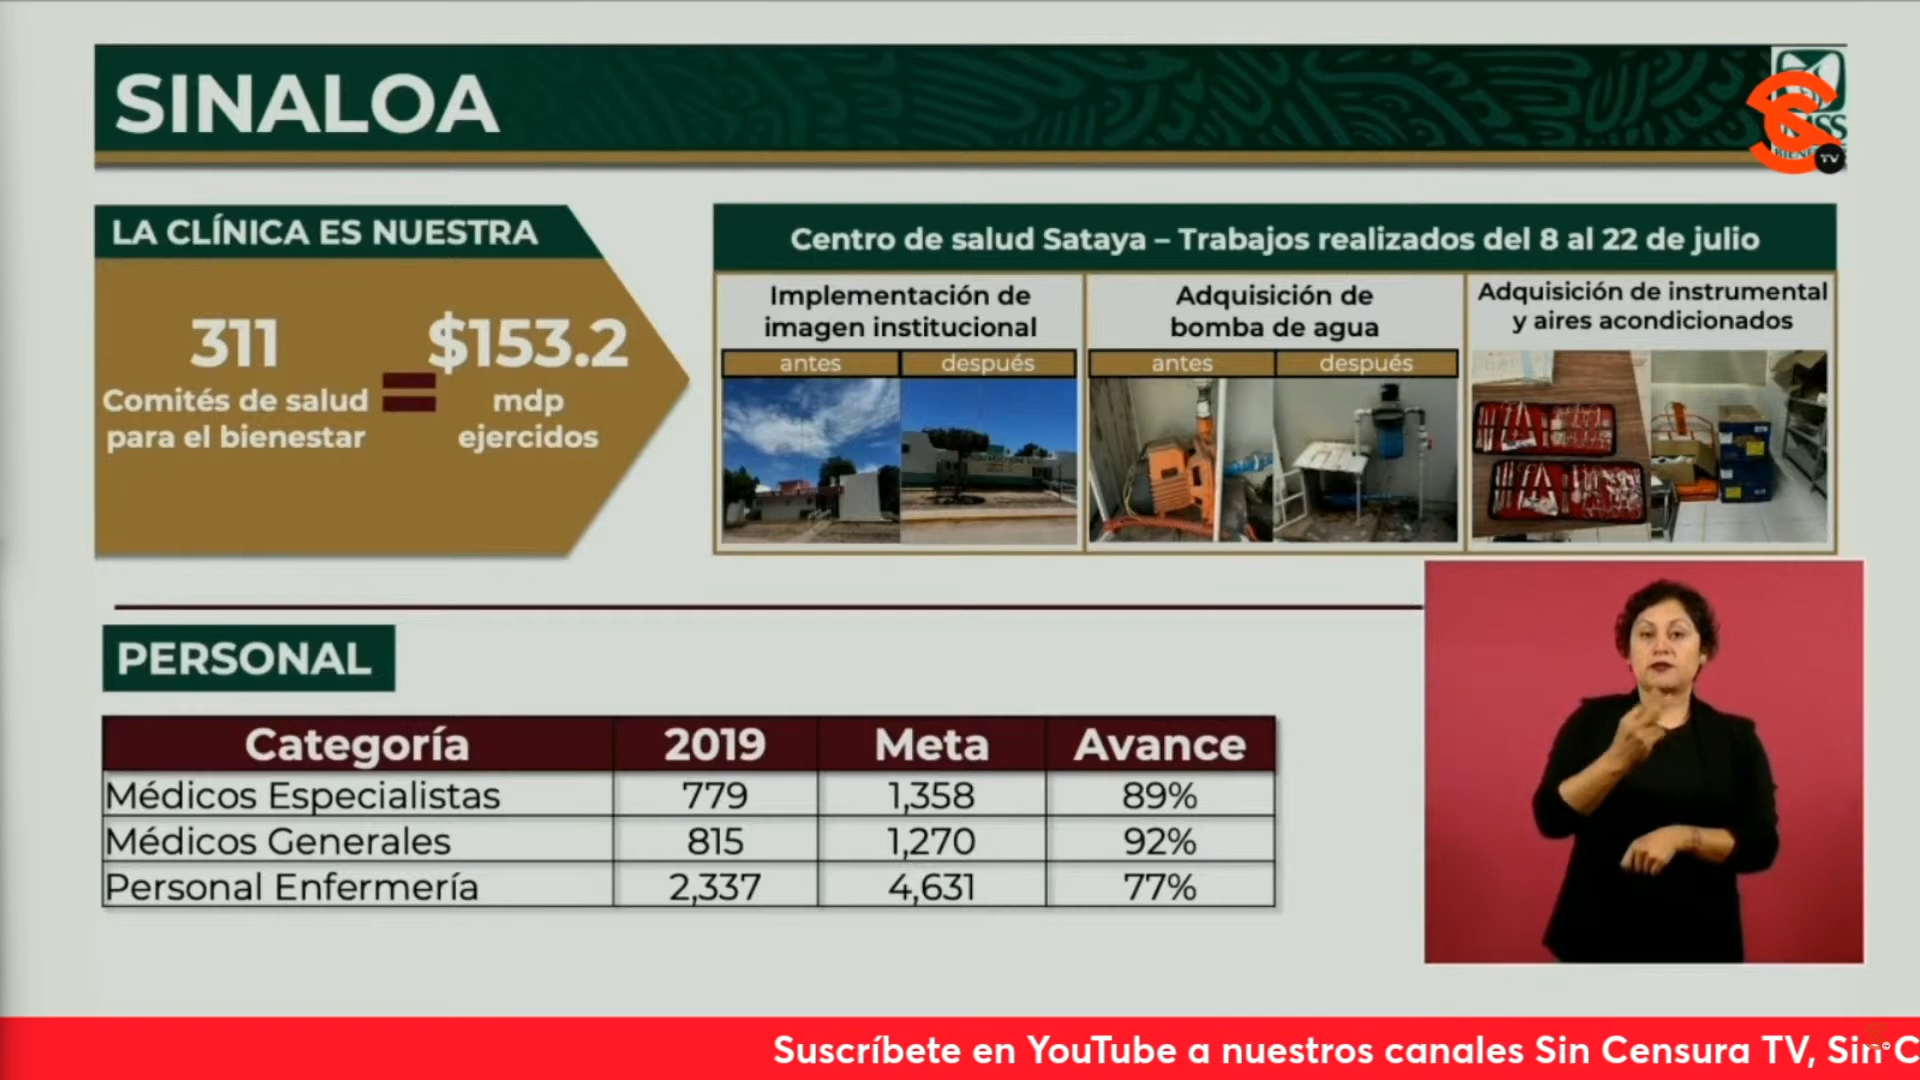 SINALOA
TV
LA CLÍNICA ES NUESTRA
311
Comités de salud
para el bienestar
=
$153.2
mdp
ejercidos
Centro de salud Sataya – Trabajos realizados del 8 al 22 de julio
Implementación de
imagen institucional
antes después
Adquisición de
bomba de agua
antes después
Adquisición de instrumental
y aires acondicionados
PERSONAL
Categoría 2019 Meta Avance
Médicos Especialistas 779 1,358 89%
Médicos Generales 815 1,270 92%
Personal Enfermería 2,337 4,631 77%
Suscríbete en YouTube a nuestros canales Sin Censura TV, Sin C